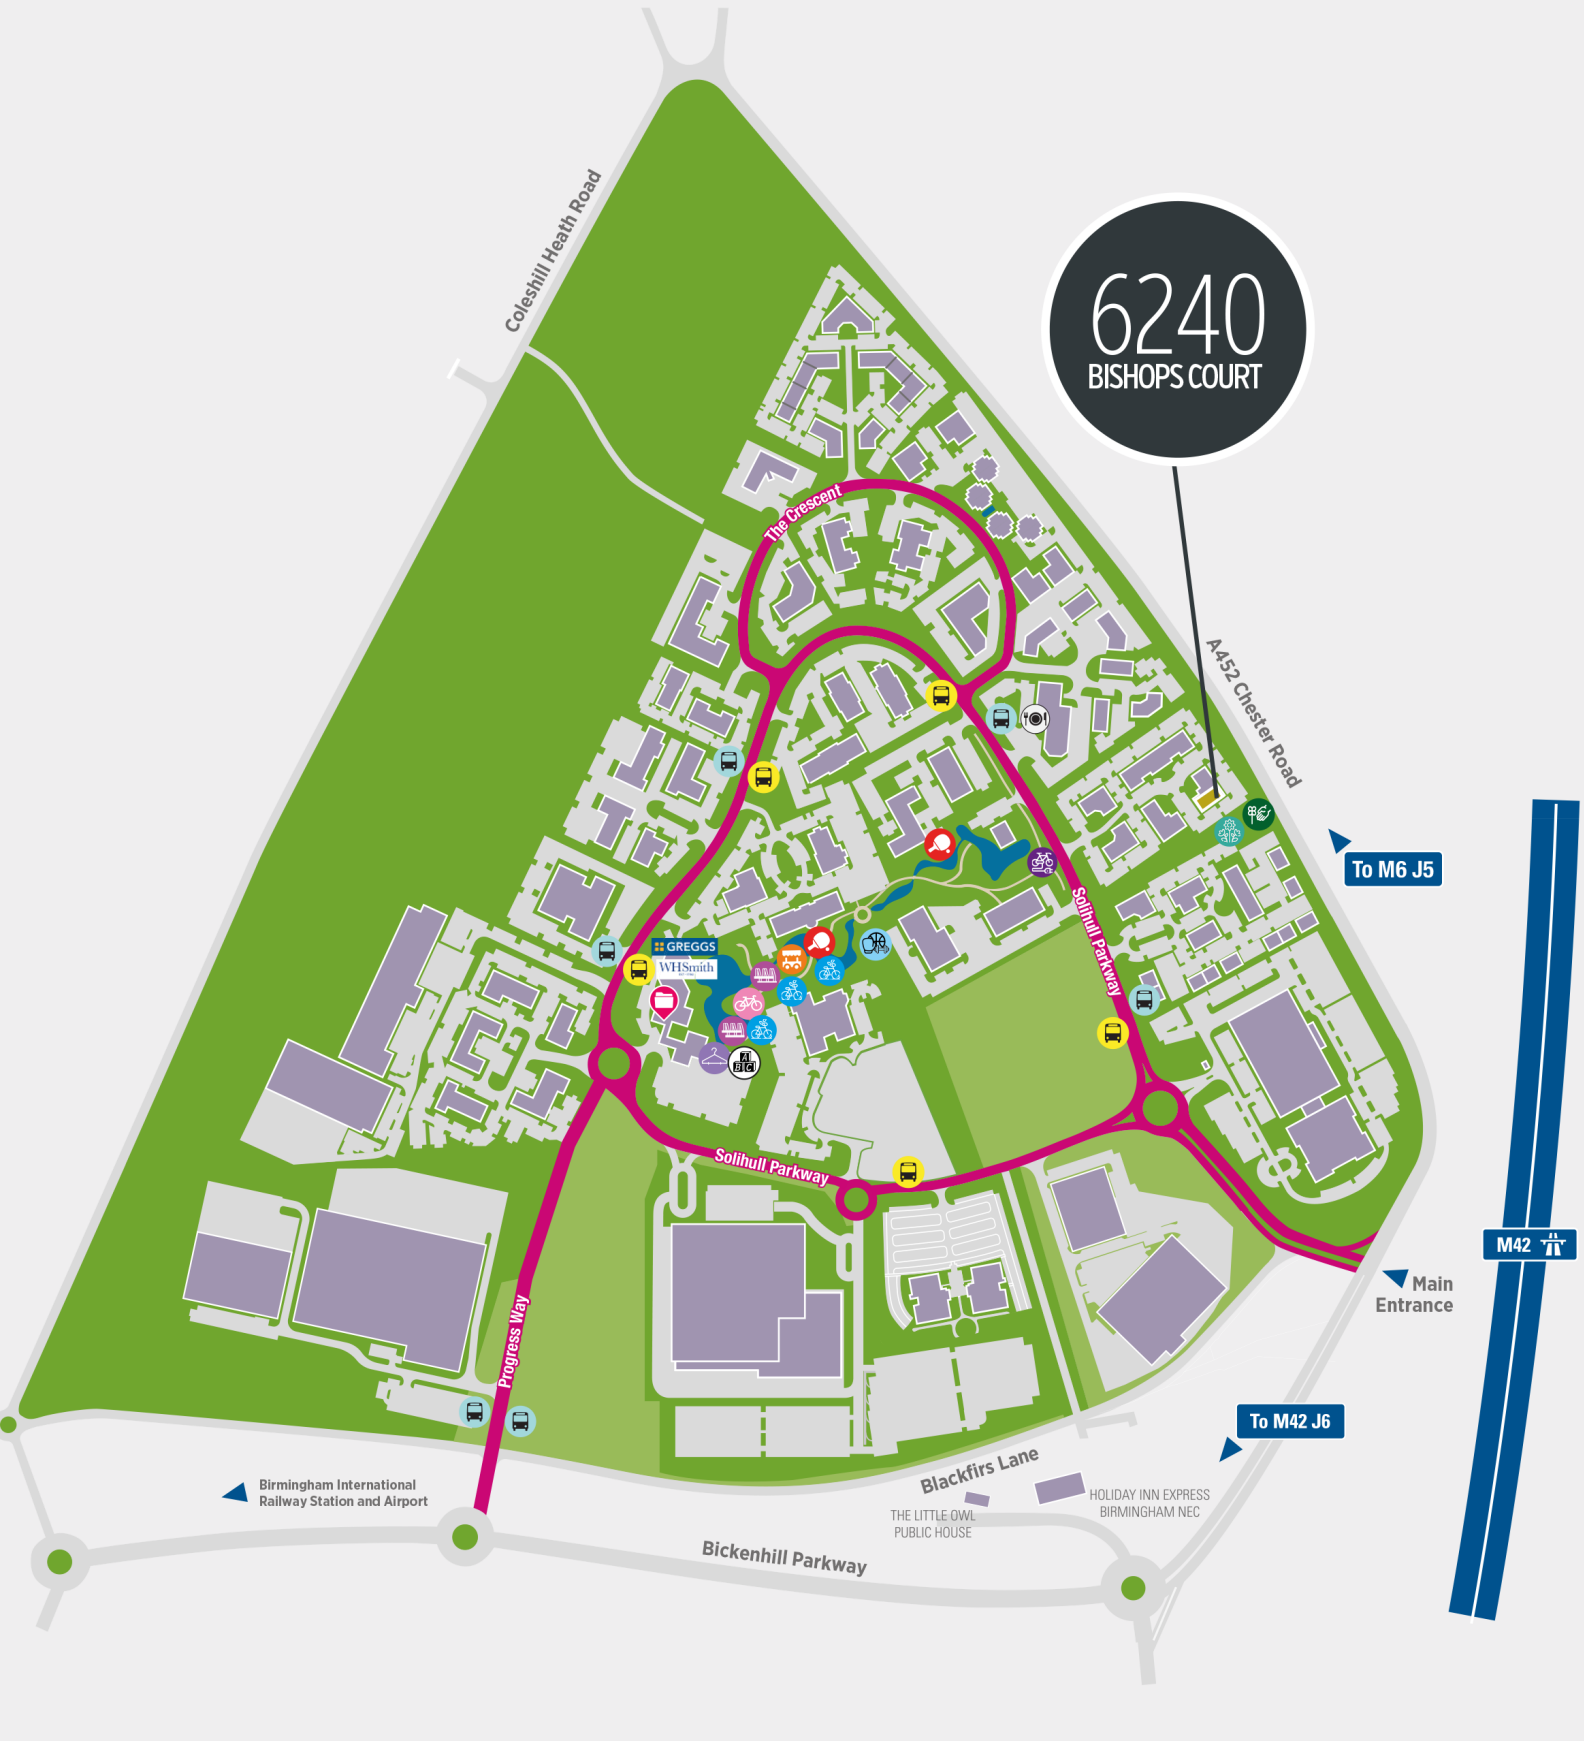 Coleshill Heath Road
6240
BISHOPS COURT
The Crescent
A452 Chester Road
To M6 J5
Solihull Parkway
GREGGS
WHSmith
A
B C
Solihull Parkway
M42
Main
Entrance
Progress Way
To M42 J6
Birmingham International
Railway Station and Airport
Blackfirs Lane
THE LITTLE OWL
PUBLIC HOUSE
HOLIDAY INN EXPRESS
BIRMINGHAM NEC
Bickenhill Parkway